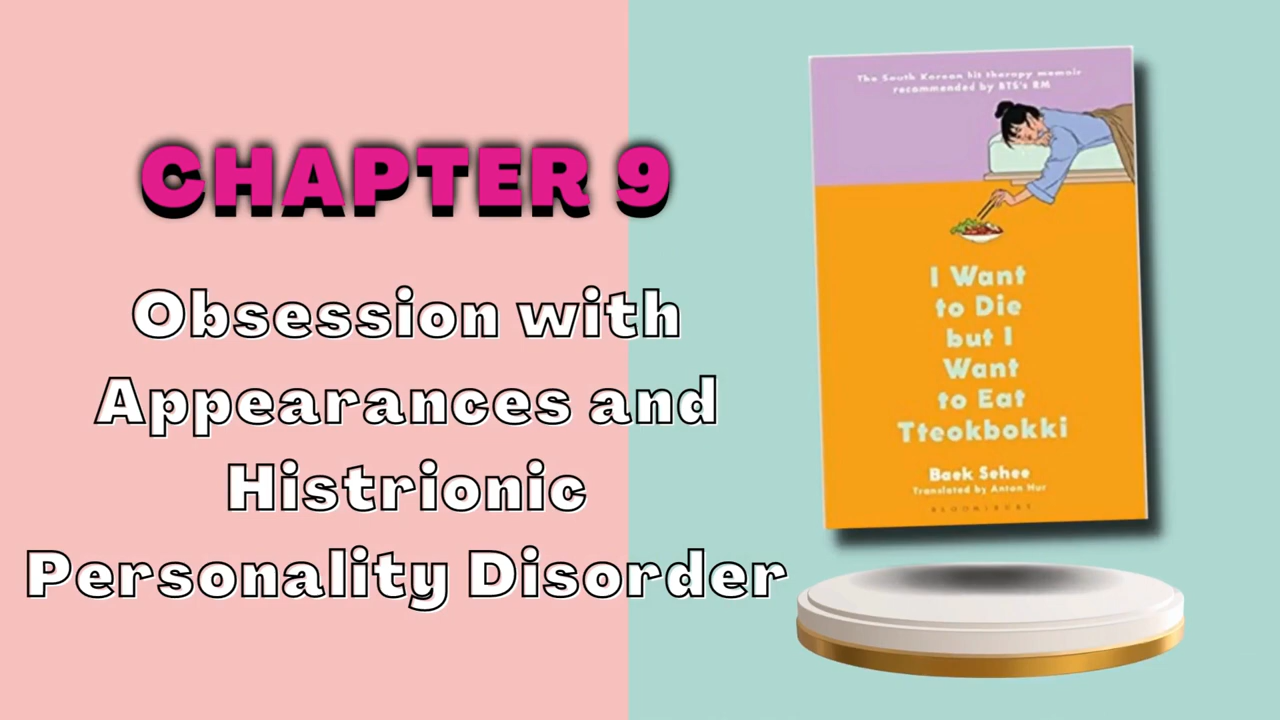 CHAPTER 9
Obsession with
Appearances and
Histrionic
Personality Disorder
The South Korean hit therapy memoir
recommended by BTS's RM
I Want
to Die
but I
Want
to Eat
Tteokbokki
Baek Sehee
Translated by Anton Hur
BLOOMSBURY